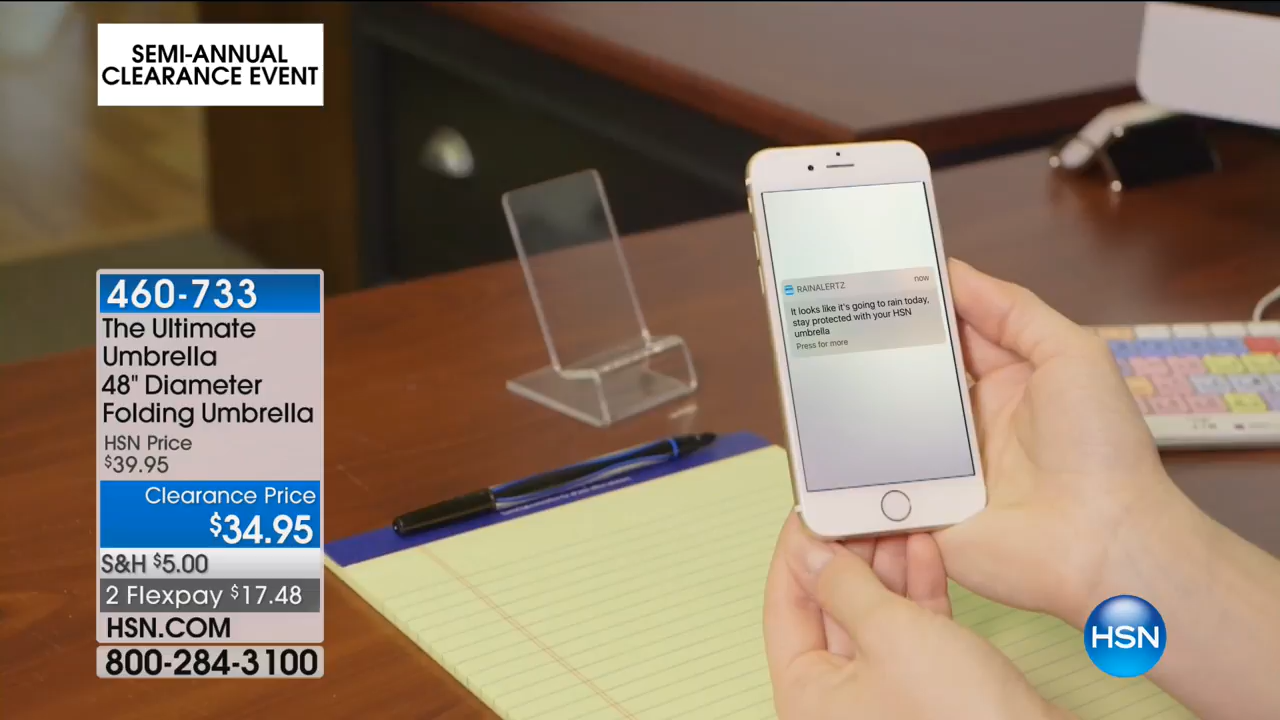 SEMI-ANNUAL
CLEARANCE EVENT
460-733
The Ultimate
Umbrella
48" Diameter
Folding Umbrella
HSN Price
$39.95
Clearance Price
$34.95
S&H $5.00
2 Flexpay $17.48
HSN.COM
800-284-3100
RAINALERTZ
now
It looks like it's going to rain today,
stay protected with your HSN
umbrella
Press for more
HSN